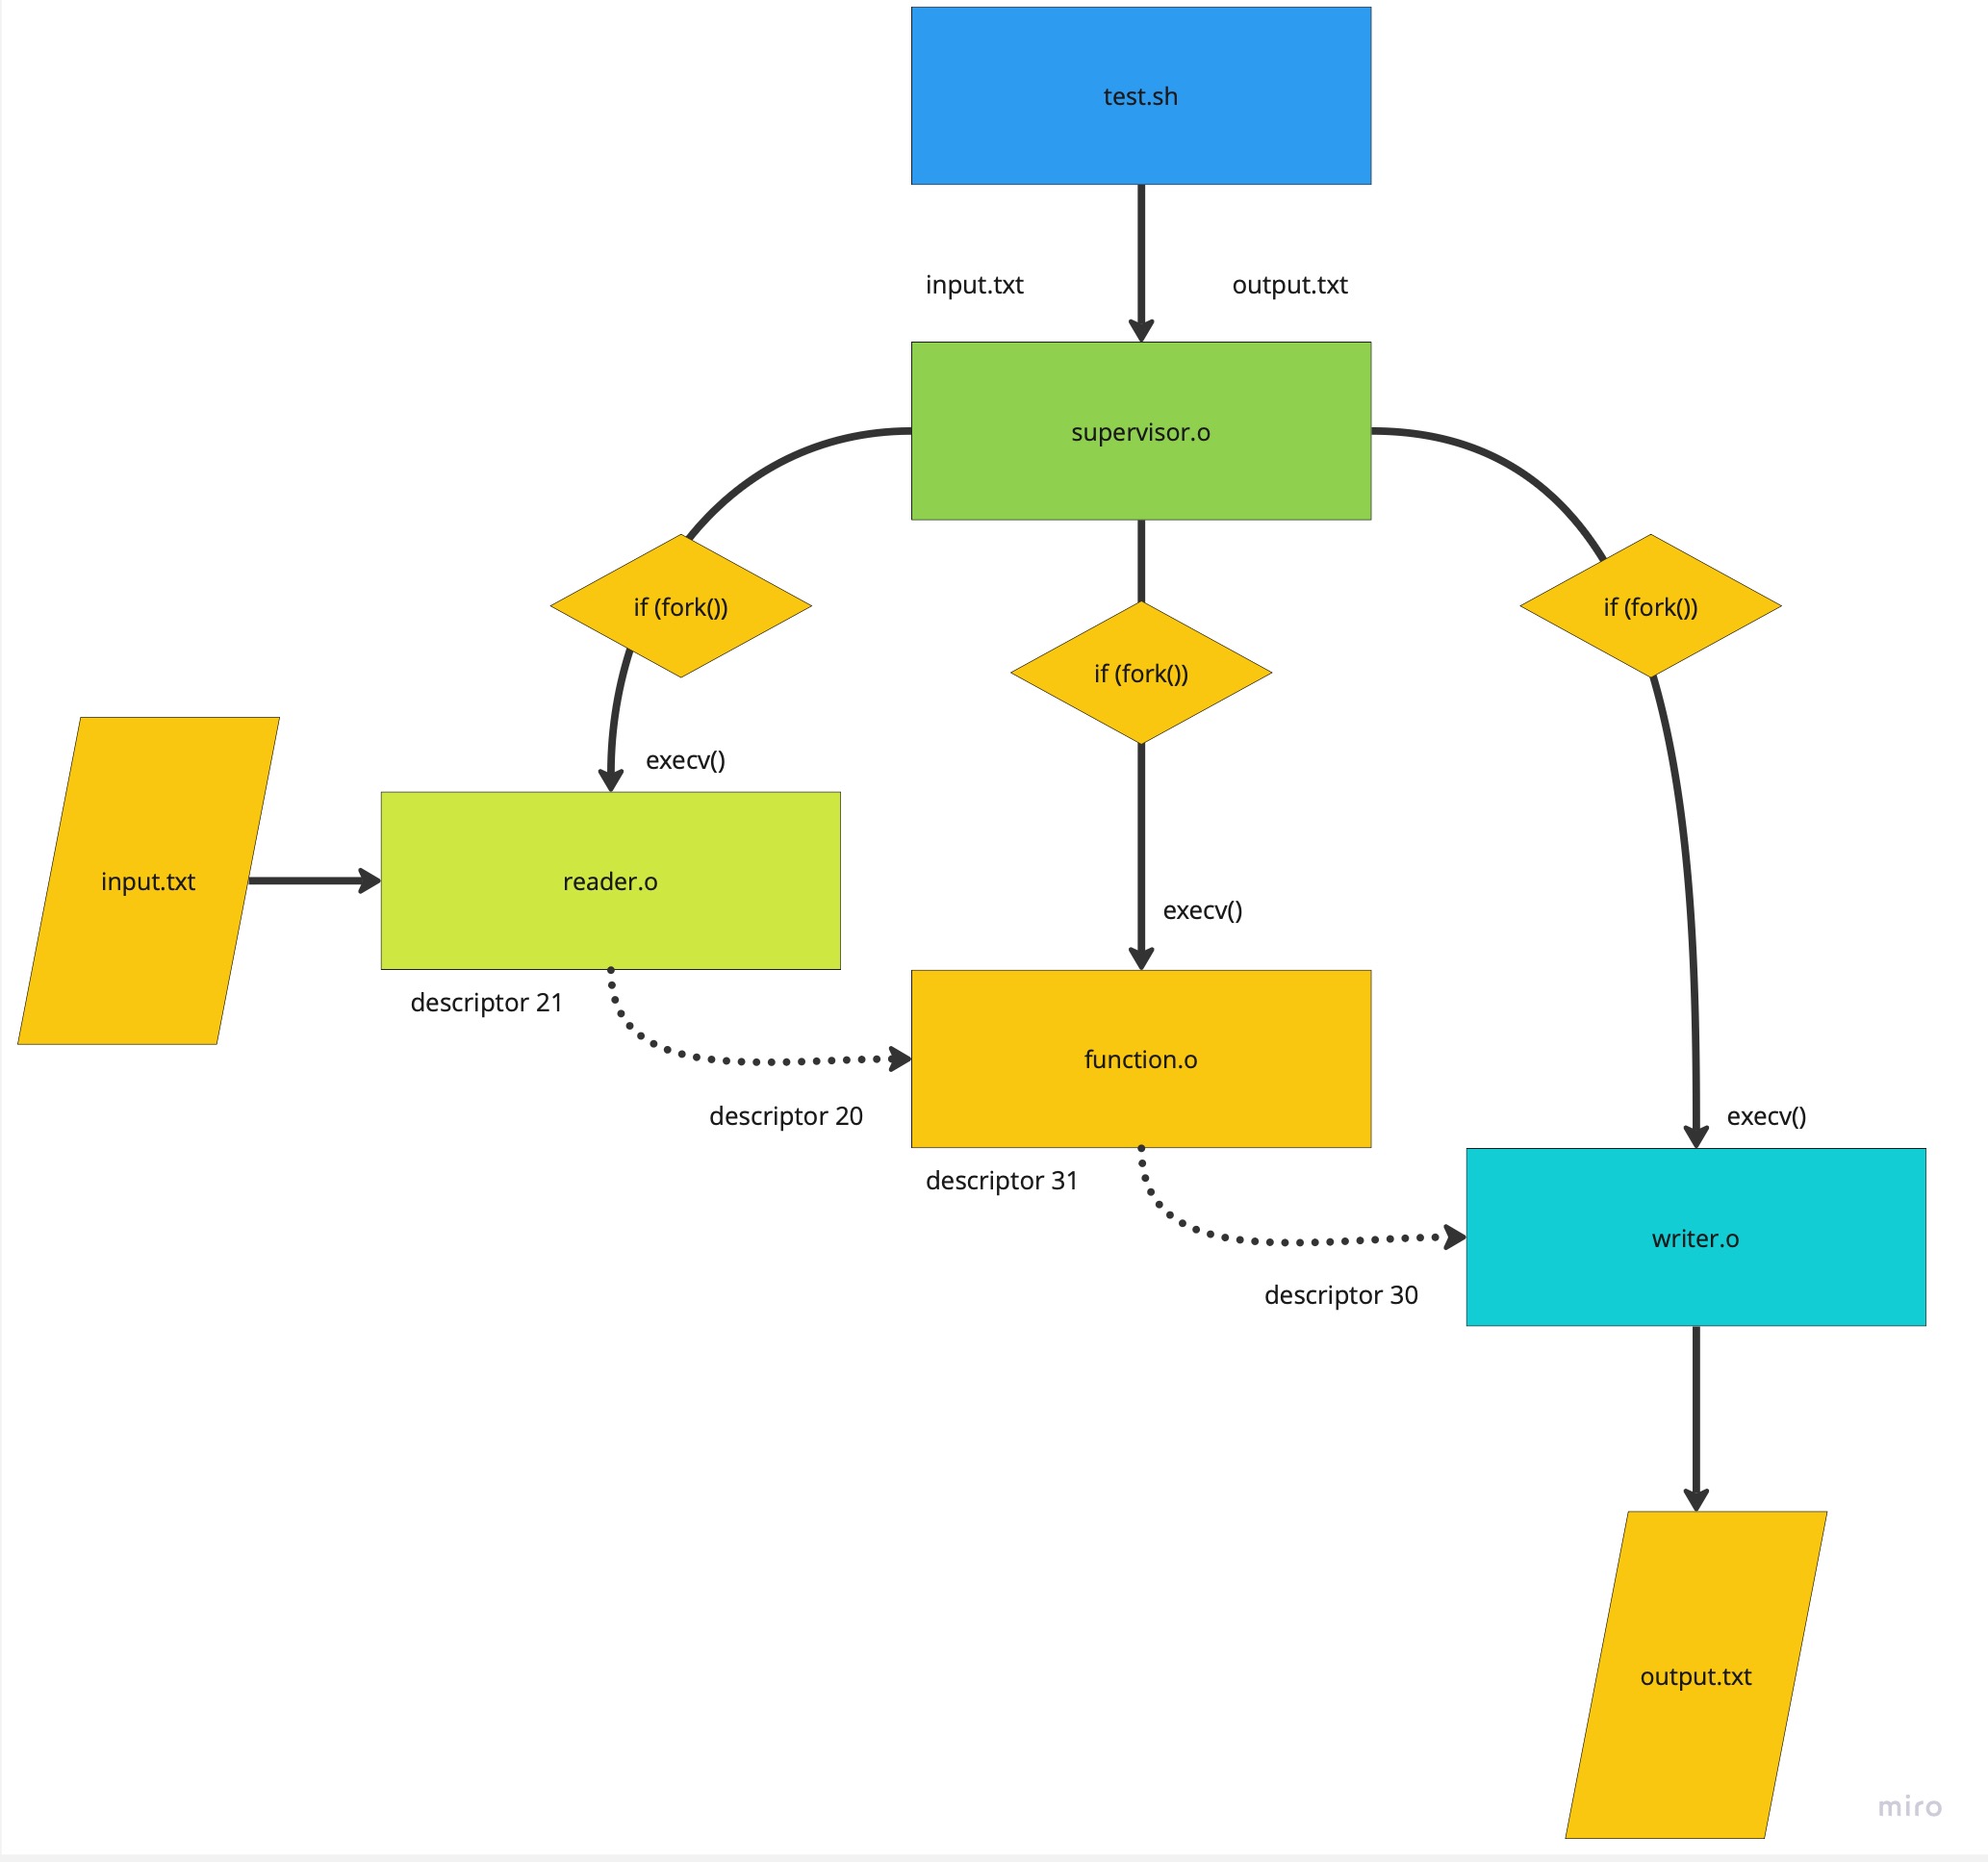 test.sh
input.txt
output.txt
supervisor.o
if (fork())
if (fork())
if (fork())
execv()
input.txt
reader.o
execv()
descriptor 21
function.o
descriptor 20
execv()
descriptor 31
writer.o
descriptor 30
output.txt
miro